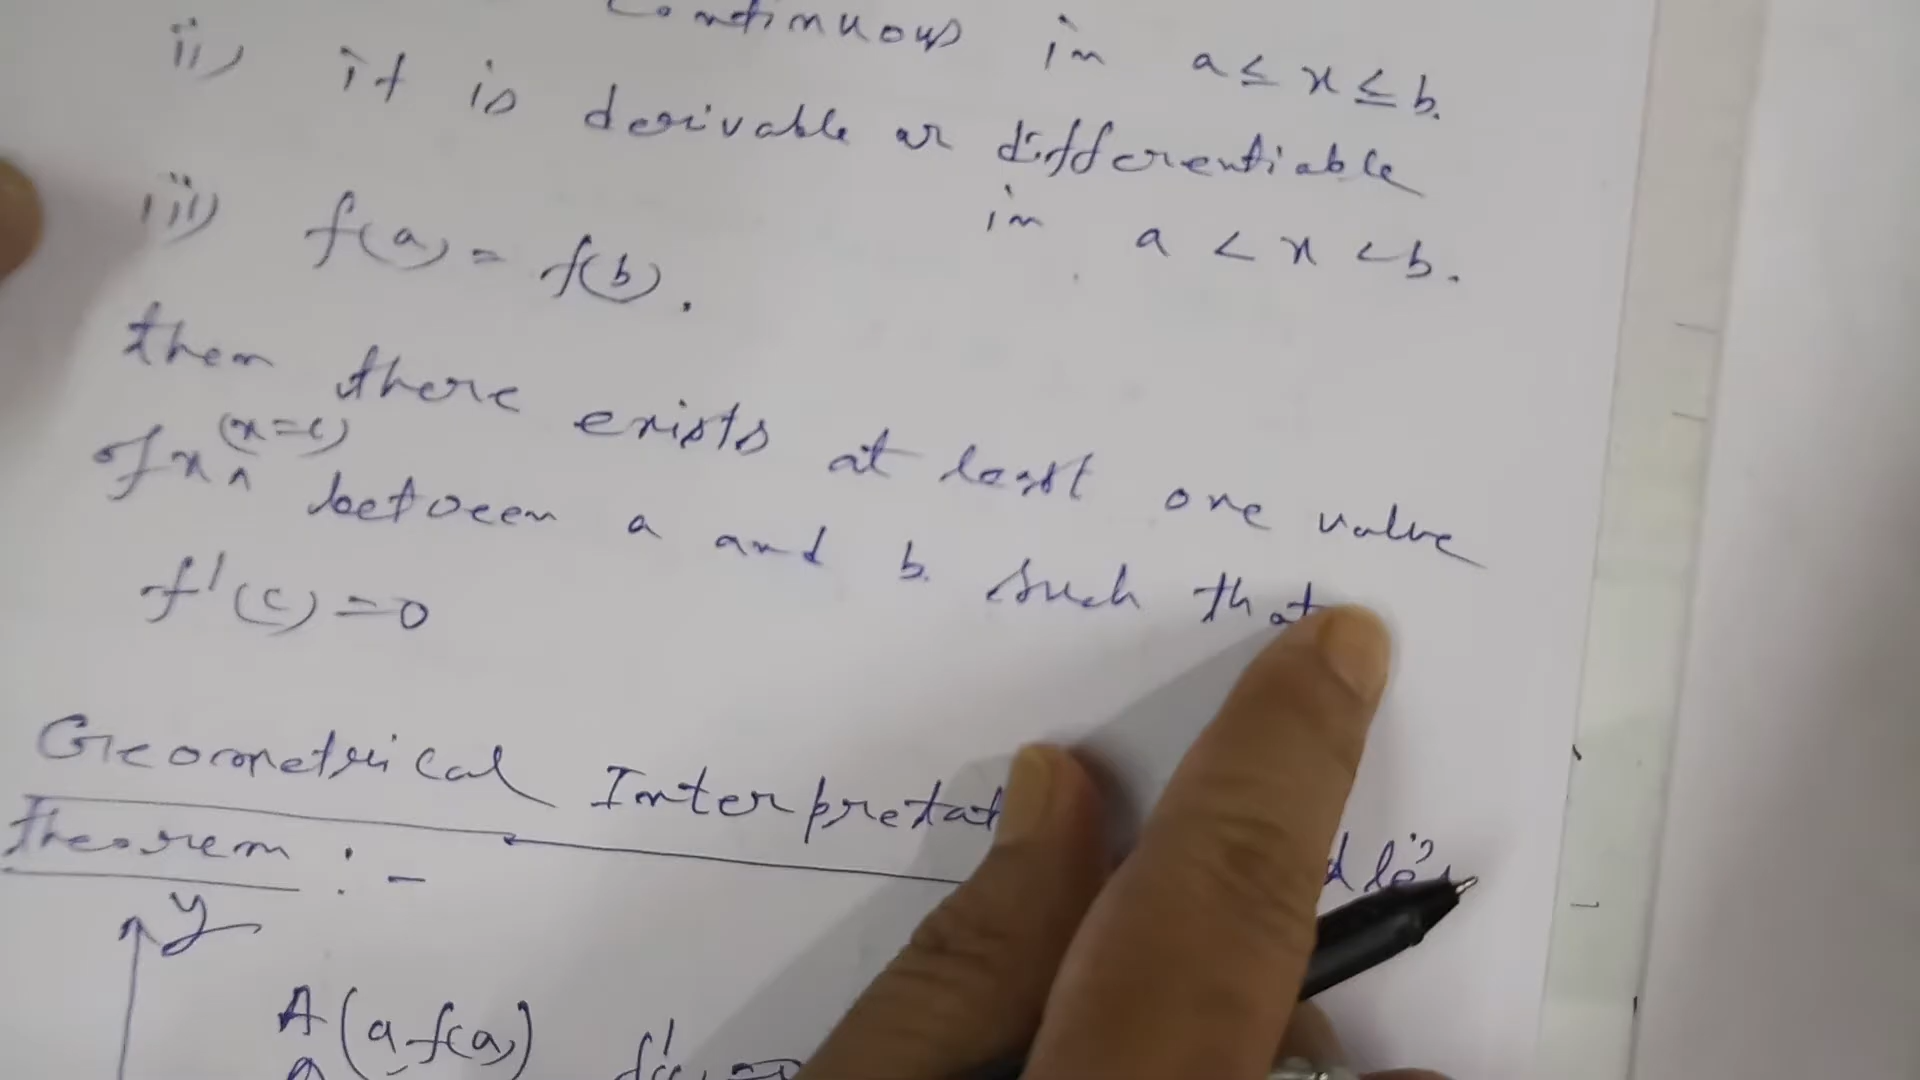 continuous in a ≤ x ≤ b.
ii) it is derivable or differentiable
in a < x < b.
iii) f(a) = f(b).
then there exists at least one value
of x (x=c) between a and b such that
f'(c) = 0
Geometrical Interpretat
theorem :-
y
A (a, f(a))